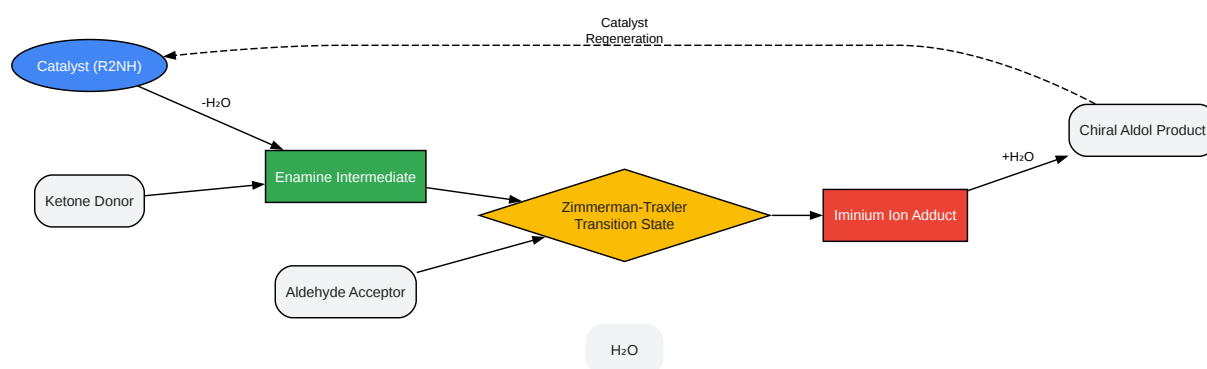 Catalyst
Regeneration
Catalyst (R2NH)
-H₂O
Chiral Aldol Product
+H₂O
Enamine Intermediate
Ketone Donor
Zimmerman-Traxler
Transition State
Iminium Ion Adduct
Aldehyde Acceptor
H₂O